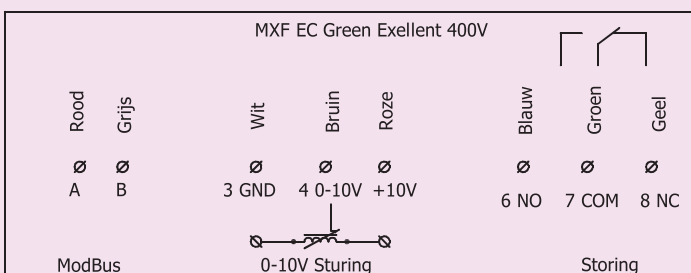 MXF EC Green Exellent 400V
Rood Grijs Wit Bruin Roze Blauw Groen Geel
A B 3 GND 4 0-10V +10V 6 NO 7 COM 8 NC
ModBus 0-10V Sturing Storing